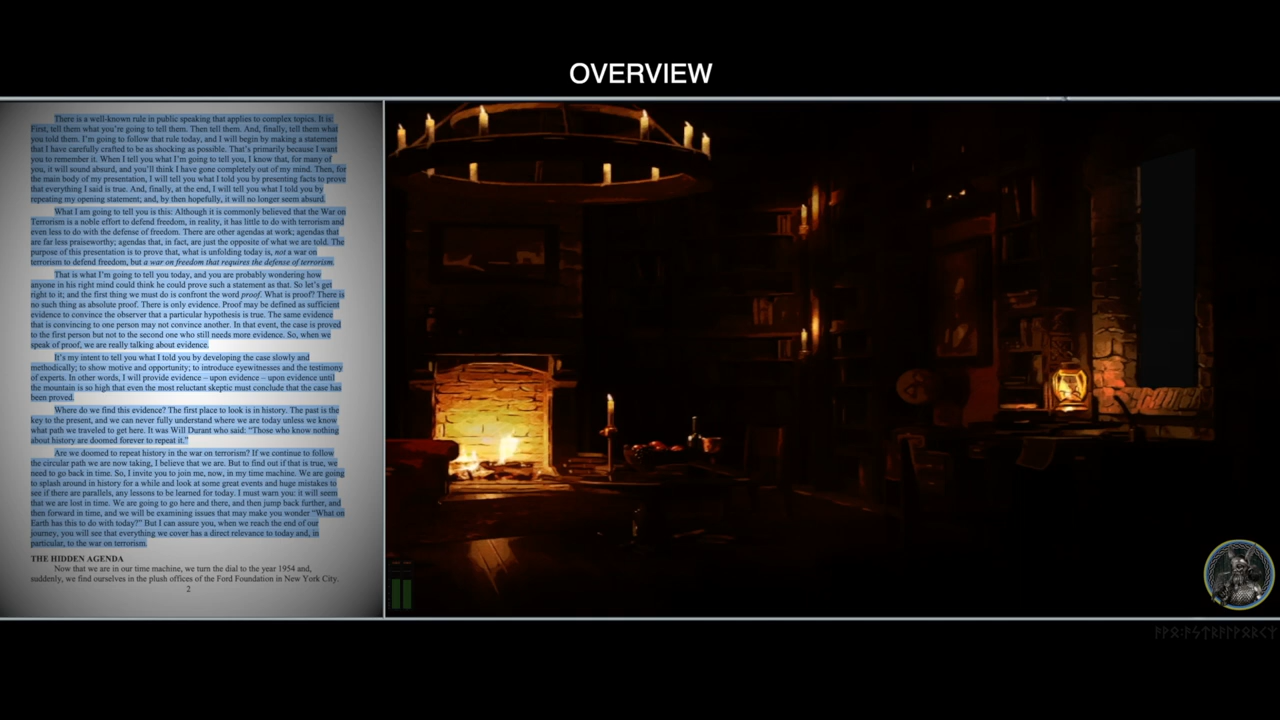 OVERVIEW
There is a well-known rule in public speaking that applies to complex topics. It is:
First, tell them what you're going to tell them. Then tell them. And, finally, tell them what
you told them. I'm going to follow that rule today, and I will begin by making a statement
that I have carefully crafted to be as shocking as possible. That's primarily because I want
you to remember it. When I tell you what I'm going to tell you, I know that, for many of
you, it will sound absurd, and you'll think I have gone completely out of my mind. Then, for
the main body of my presentation, I will tell you what I told you by presenting facts to prove
that everything I said is true. And, finally, at the end, I will tell you what I told you by
repeating my opening statement; and, by then hopefully, it will no longer seem absurd.
What I am going to tell you is this: Although it is commonly believed that the War on
Terrorism is a noble effort to defend freedom, in reality, it has little to do with terrorism and
even less to do with the defense of freedom. There are other agendas at work; agendas that
are far less praiseworthy; agendas that, in fact, are just the opposite of what we are told. The
purpose of this presentation is to prove that, what is unfolding today is, not a war on
terrorism to defend freedom, but a war on freedom that requires the defense of terrorism.
That is what I'm going to tell you today, and you are probably wondering how
anyone in his right mind could think he could prove such a statement as that. So let's get
right to it; and the first thing we must do is confront the word proof. What is proof? There is
no such thing as absolute proof. There is only evidence. Proof may be defined as sufficient
evidence to convince the observer that a particular hypothesis is true. The same evidence
that is convincing to one person may not convince another. In that event, the case is proved
to the first person but not to the second one who still needs more evidence. So, when we
speak of proof, we are really talking about evidence.
It's my intent to tell you what I told you by developing the case slowly and
methodically; to show motive and opportunity; to introduce eyewitnesses and the testimony
of experts. In other words, I will provide evidence – upon evidence – upon evidence until
the mountain is so high that even the most reluctant skeptic must conclude that the case has
been proved.
Where do we find this evidence? The first place to look is in history. The past is the
key to the present, and we can never fully understand where we are today unless we know
what path we traveled to get here. It was Will Durant who said: “Those who know nothing
about history are doomed forever to repeat it.”
Are we doomed to repeat history in the war on terrorism? If we continue to follow
the circular path we are now taking, I believe that we are. But to find out if that is true, we
need to go back in time. So, I invite you to join me, now, in my time machine. We are going
to splash around in history for a while and look at some great events and huge mistakes to
see if there are parallels, any lessons to be learned for today. I must warn you: it will seem
that we are lost in time. We are going to go here and there, and then jump back further, and
then forward in time, and we will be examining issues that may make you wonder “What on
Earth has this to do with today?” But I can assure you, when we reach the end of our
journey, you will see that everything we cover has a direct relevance to today and, in
particular, to the war on terrorism.
THE HIDDEN AGENDA
Now that we are in our time machine, we turn the dial to the year 1954 and,
suddenly, we find ourselves in the plush offices of the Ford Foundation in New York City.
2